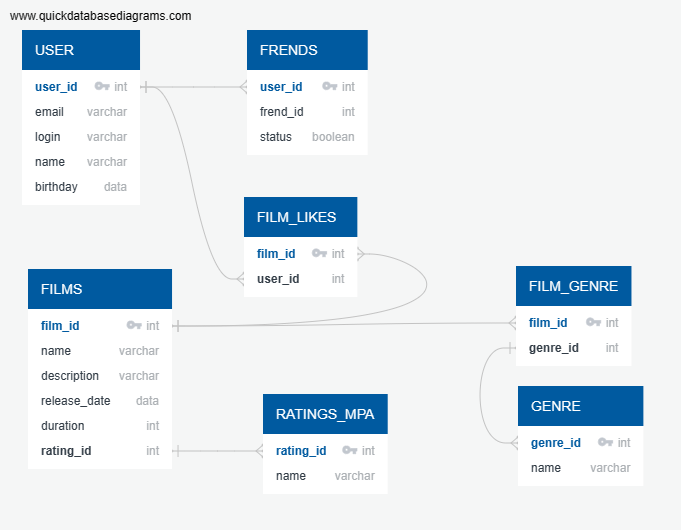 www.quickdatabasediagrams.com
USER
user_id int
email varchar
login varchar
name varchar
birthday data
FRENDS
user_id int
frend_id int
status boolean
FILM_LIKES
film_id int
user_id int
FILMS
film_id int
name varchar
description varchar
release_date data
duration int
rating_id int
FILM_GENRE
film_id int
genre_id int
RATINGS_MPA
rating_id int
name varchar
GENRE
genre_id int
name varchar